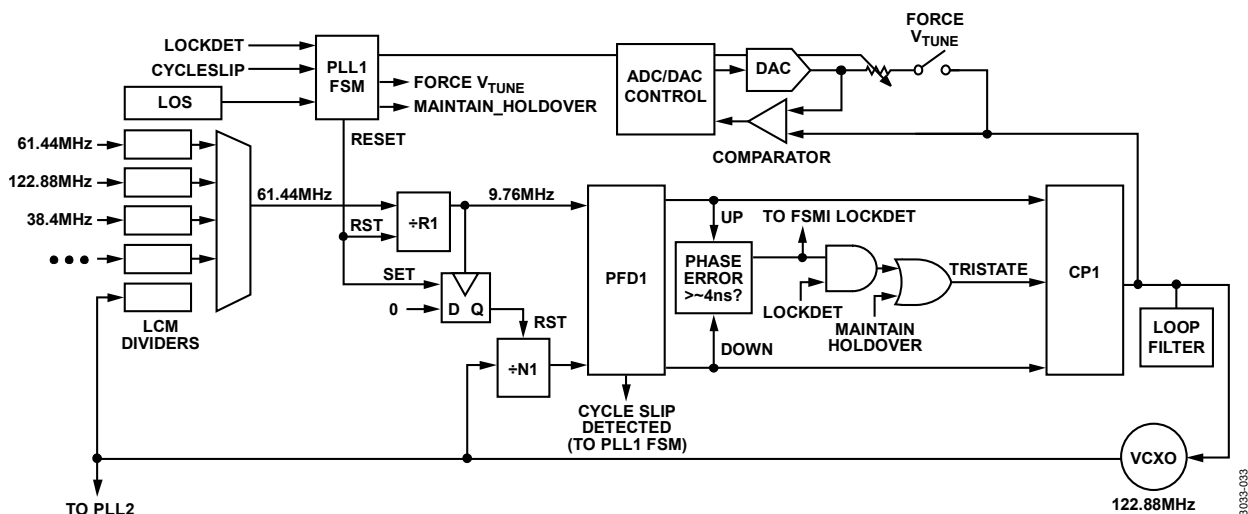 LOCKDET
CYCLESLIP
LOS
PLL1
FSM
FORCE VTUNE
MAINTAIN_HOLDOVER
RESET
ADC/DAC
CONTROL
DAC
COMPARATOR
FORCE
VTUNE
61.44MHz
122.88MHz
38.4MHz
LCM
DIVIDERS
61.44MHz
RST
÷R1
9.76MHz
SET
0
D Q
RST
÷N1
PFD1
CYCLE SLIP
DETECTED
(TO PLL1 FSM)
UP
PHASE
ERROR
>~4ns?
DOWN
TO FSMI LOCKDET
LOCKDET
MAINTAIN
HOLDOVER
TRISTATE
CP1
LOOP
FILTER
VCXO
122.88MHz
TO PLL2